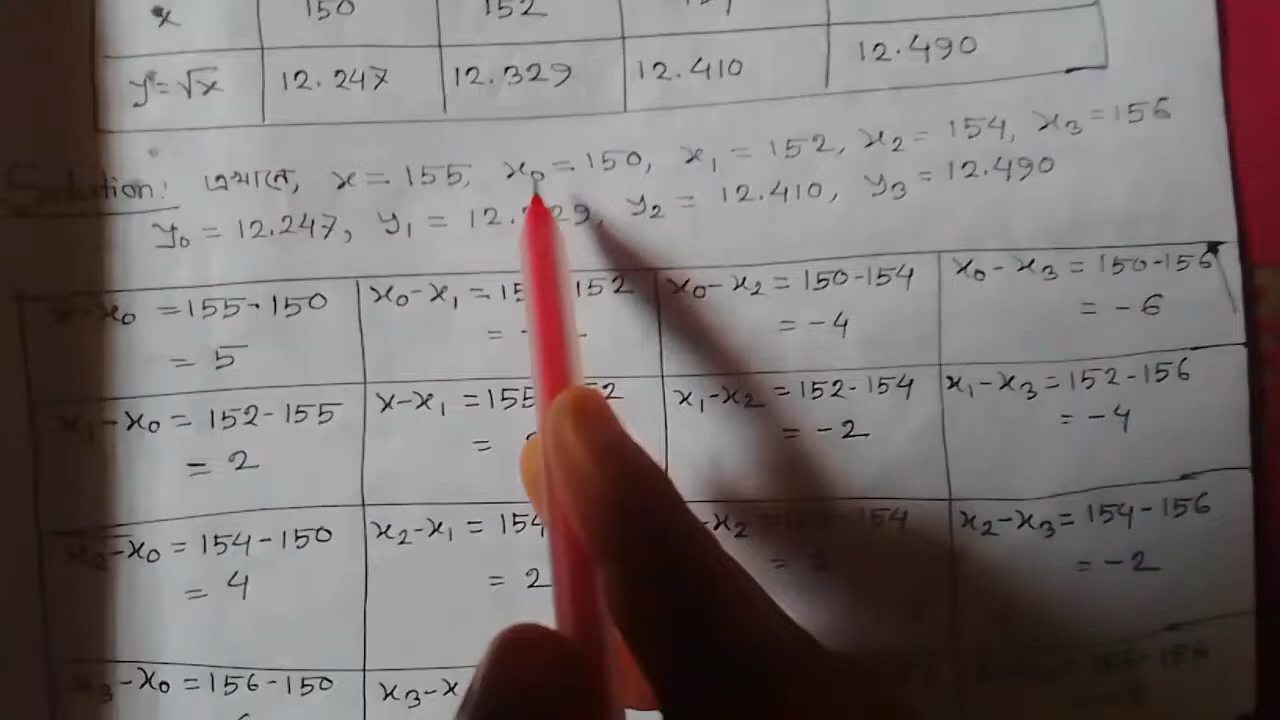 x 150 152
y=√x 12.247 12.329 12.410 12.490
Solution: এখানে, x = 155, x₀ = 150, x₁ = 152, x₂ = 154, x₃ = 156
y₀ = 12.247, y₁ = 12. 29, y₂ = 12.410, y₃ = 12.490
x₀ = 155-150 x₀-x₁ = 15 152 x₀-x₂ = 150-154 x₀-x₃ = 150-156
= 5 = - = -4 = -6
x₁-x₀ = 152-155 x-x₁ = 155 2 x₁-x₂ = 152-154 x₁-x₃ = 152-156
= 2 = = -2 = -4
x₂-x₀ = 154-150 x₂-x₁ = 154 -x₂ 154 x₂-x₃ = 154-156
= 4 = 2 = = -2
x₃-x₀ = 156-150 x₃-x